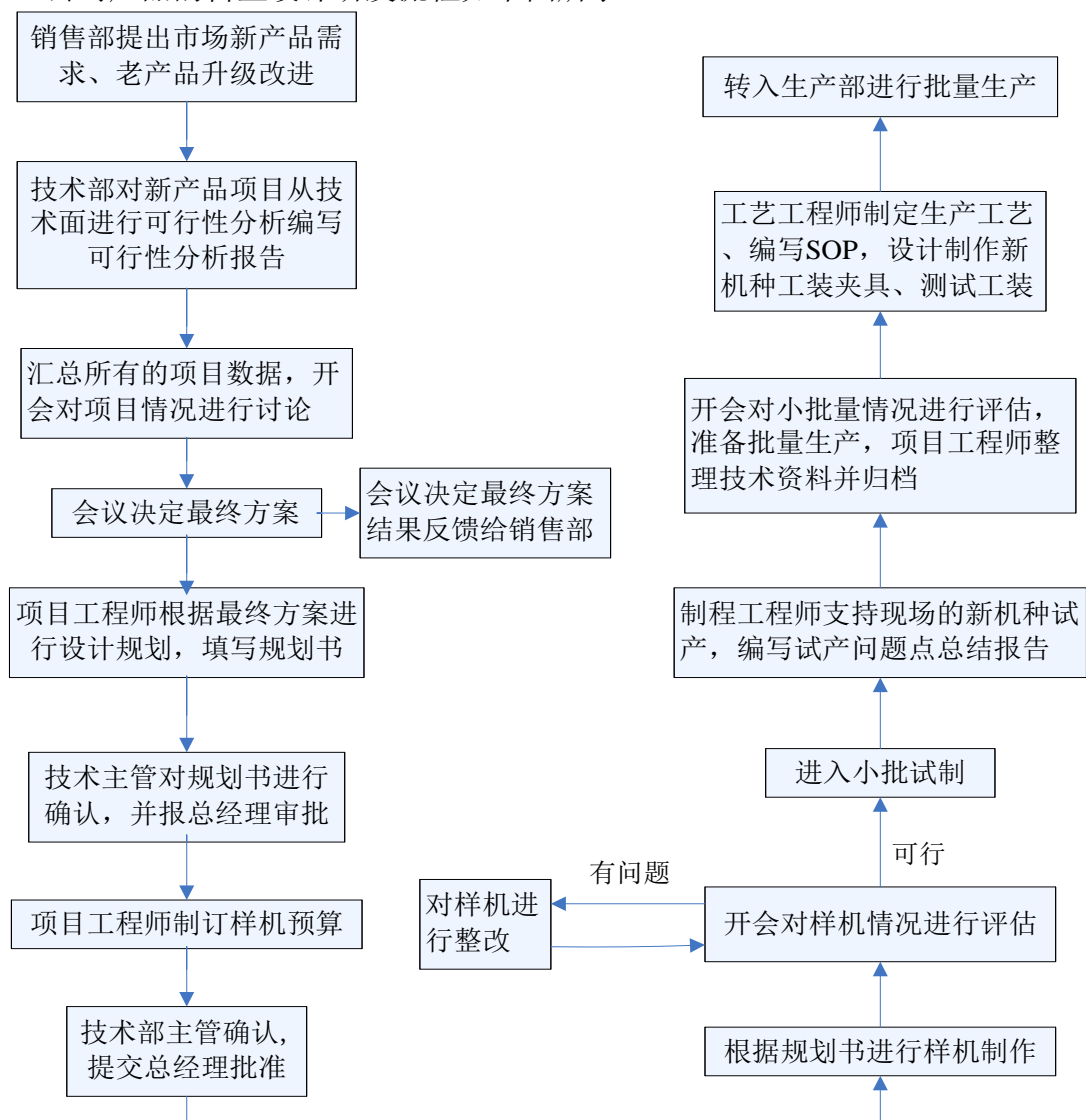 销售部提出市场新产品需
求、老产品升级改进
技术部对新产品项目从技
术面进行可行性分析编写
可行性分析报告
汇总所有的项目数据，开
会对项目情况进行讨论
会议决定最终方案
会议决定最终方案
结果反馈给销售部
项目工程师根据最终方案进
行设计规划，填写规划书
技术主管对规划书进行
确认，并报总经理审批
项目工程师制订样机预算
技术部主管确认,
提交总经理批准
根据规划书进行样机制作
开会对样机情况进行评估
有问题
对样机进
行整改
可行
进入小批试制
制程工程师支持现场的新机种试
产，编写试产问题点总结报告
开会对小批量情况进行评估，
准备批量生产，项目工程师整
理技术资料并归档
工艺工程师制定生产工艺
、编写SOP，设计制作新
机种工装夹具、测试工装
转入生产部进行批量生产